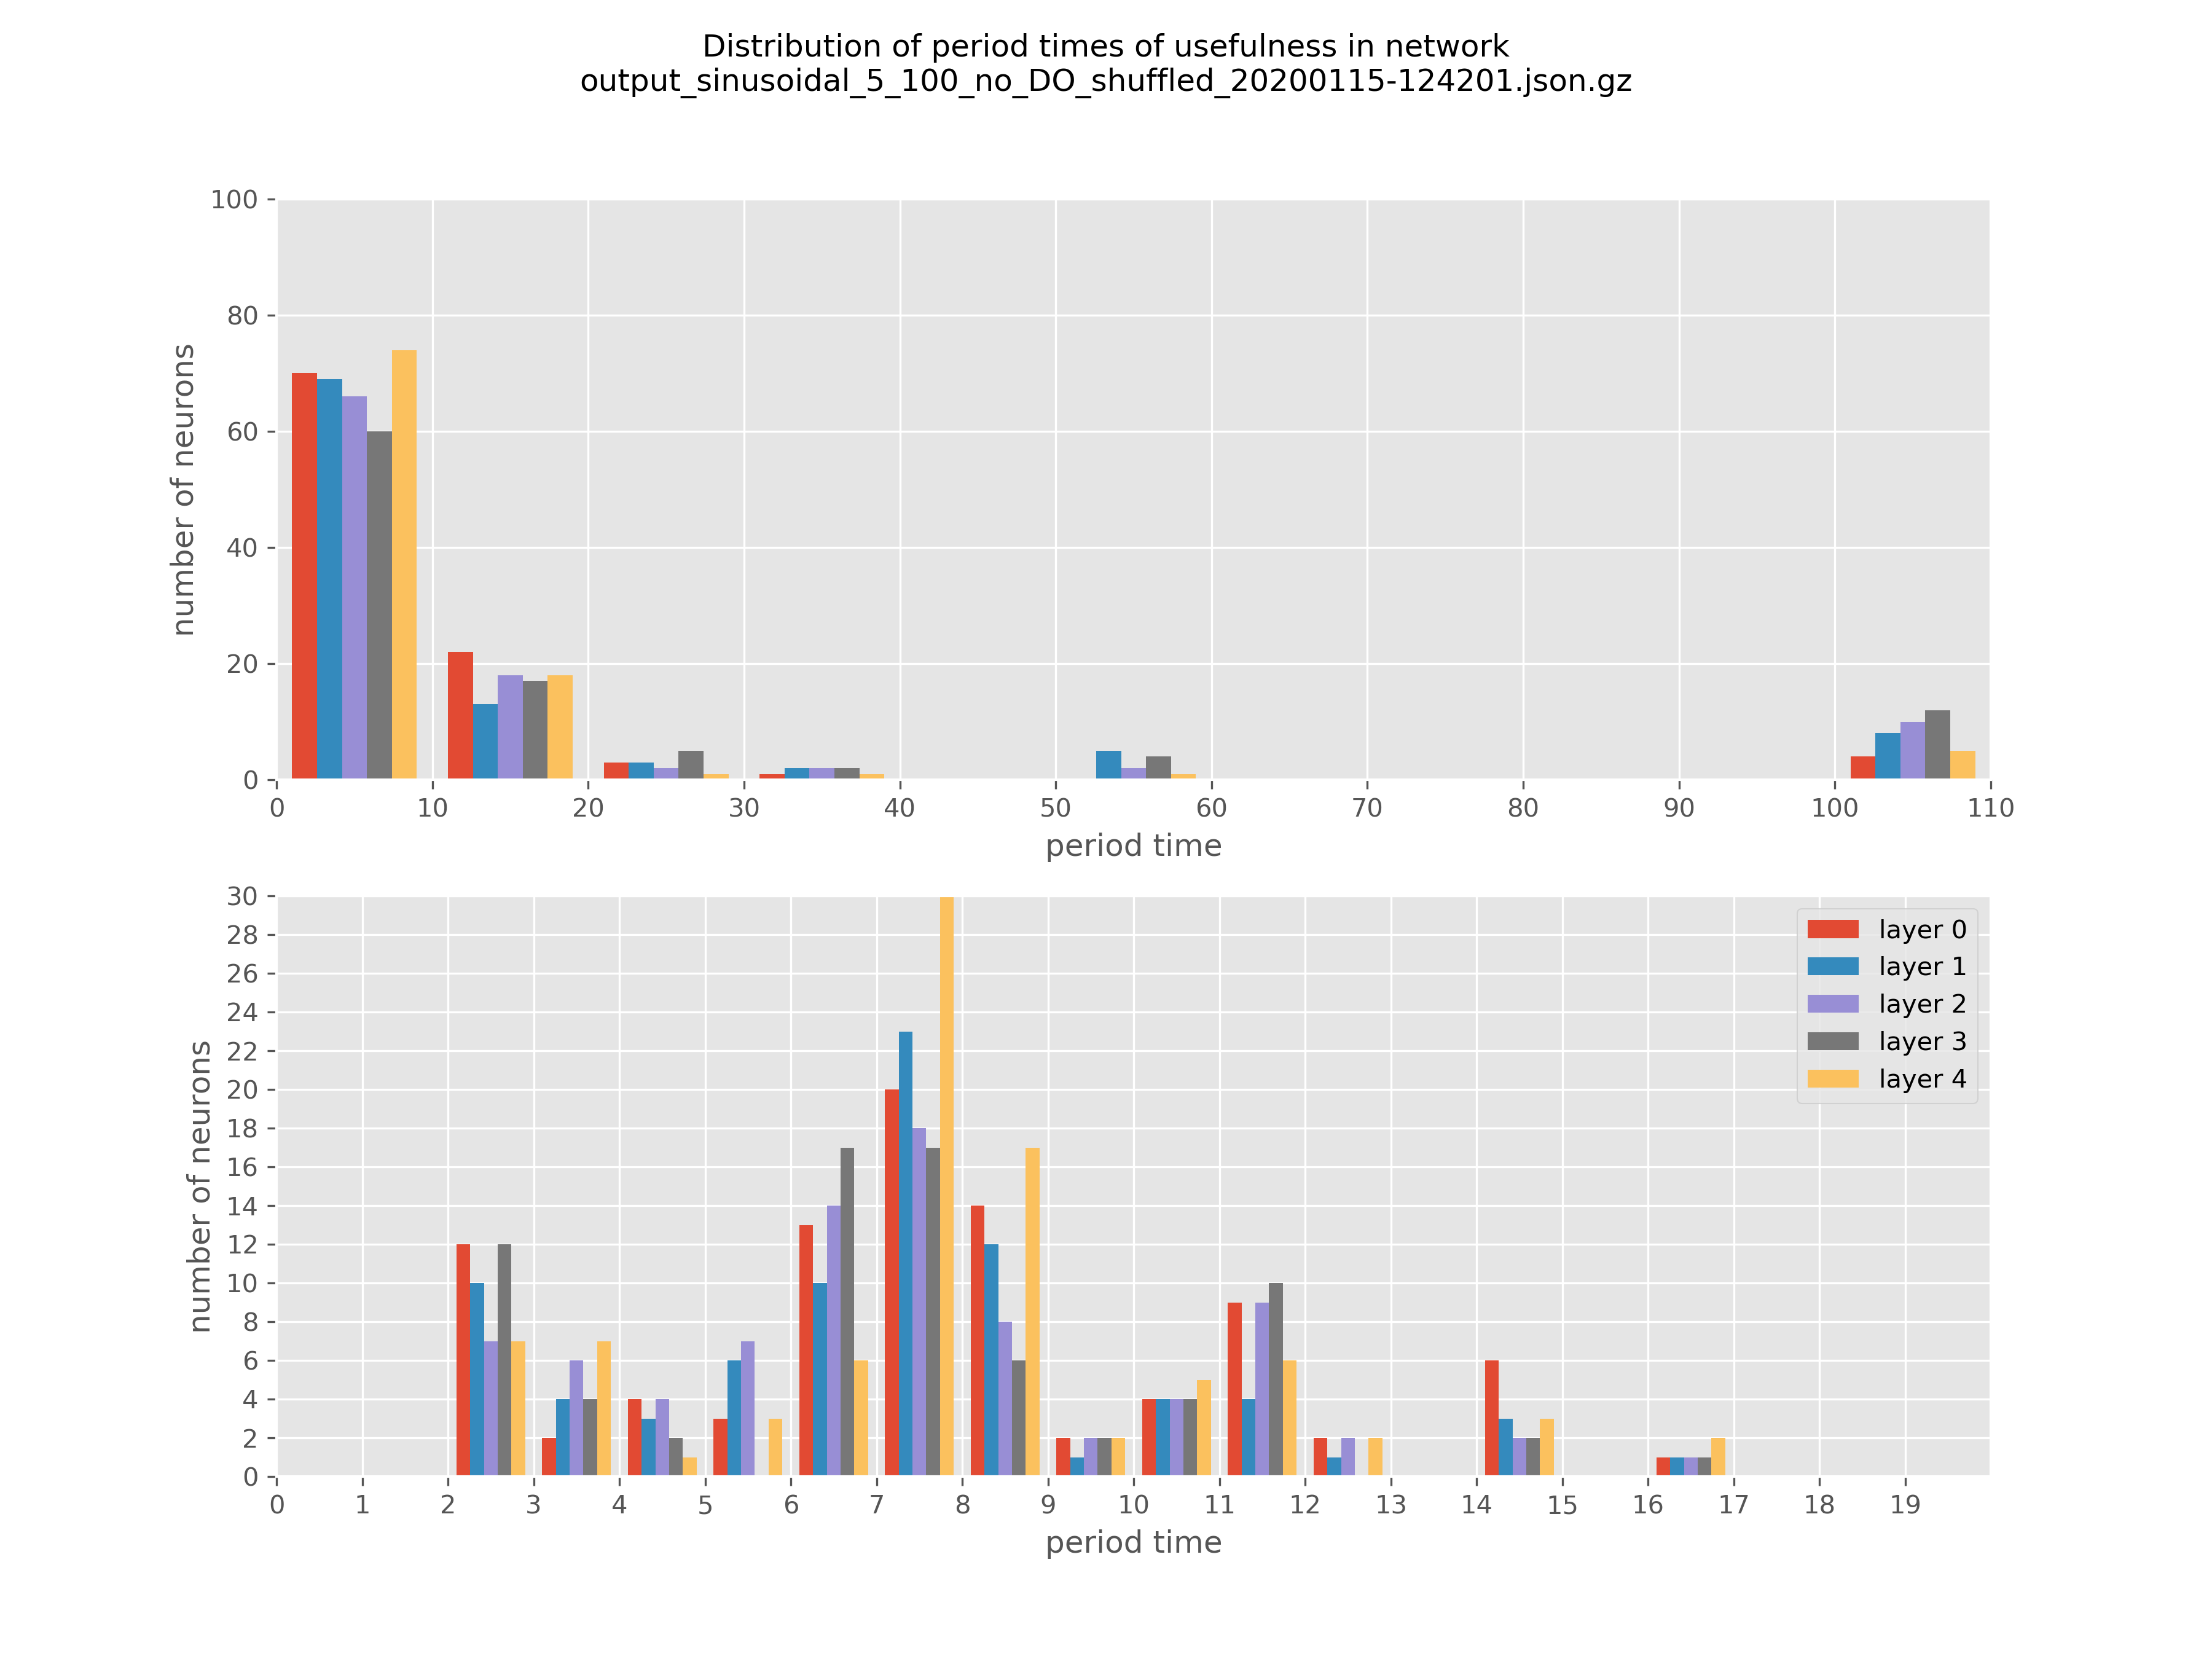 Distribution of period times of usefulness in network
output_sinusoidal_5_100_no_DO_shuffled_20200115-124201.json.gz
100
80
60
40
20
0
number of neurons
0 10 20 30 40 50 60 70 80 90 100 110
period time
30
28
26
24
22
20
18
16
14
12
10
8
6
4
2
0
number of neurons
layer 0
layer 1
layer 2
layer 3
layer 4
0 1 2 3 4 5 6 7 8 9 10 11 12 13 14 15 16 17 18 19
period time